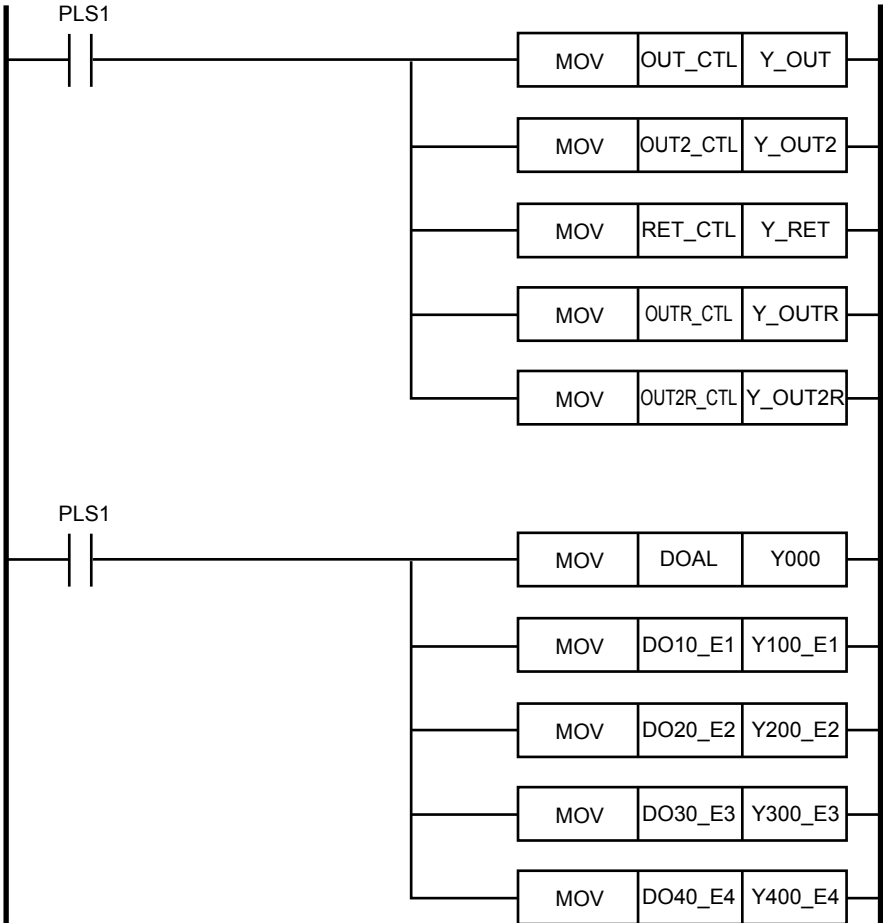 PLS1
MOV OUT_CTL Y_OUT
MOV OUT2_CTL Y_OUT2
MOV RET_CTL Y_RET
MOV OUTR_CTL Y_OUTR
MOV OUT2R_CTL Y_OUT2R
PLS1
MOV DOAL Y000
MOV DO10_E1 Y100_E1
MOV DO20_E2 Y200_E2
MOV DO30_E3 Y300_E3
MOV DO40_E4 Y400_E4